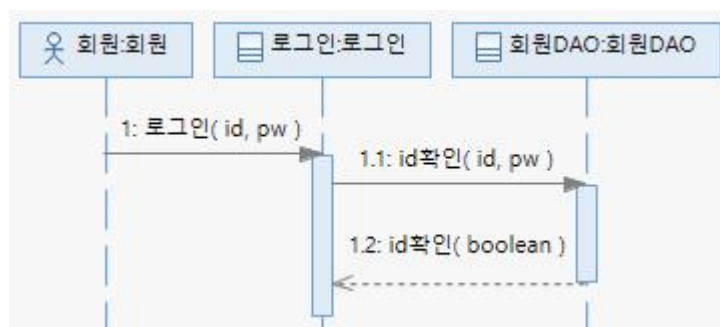 회원:회원
로그인:로그인
회원DAO:회원DAO
1: 로그인( id, pw )
1.1: id확인( id, pw )
1.2: id확인( boolean )